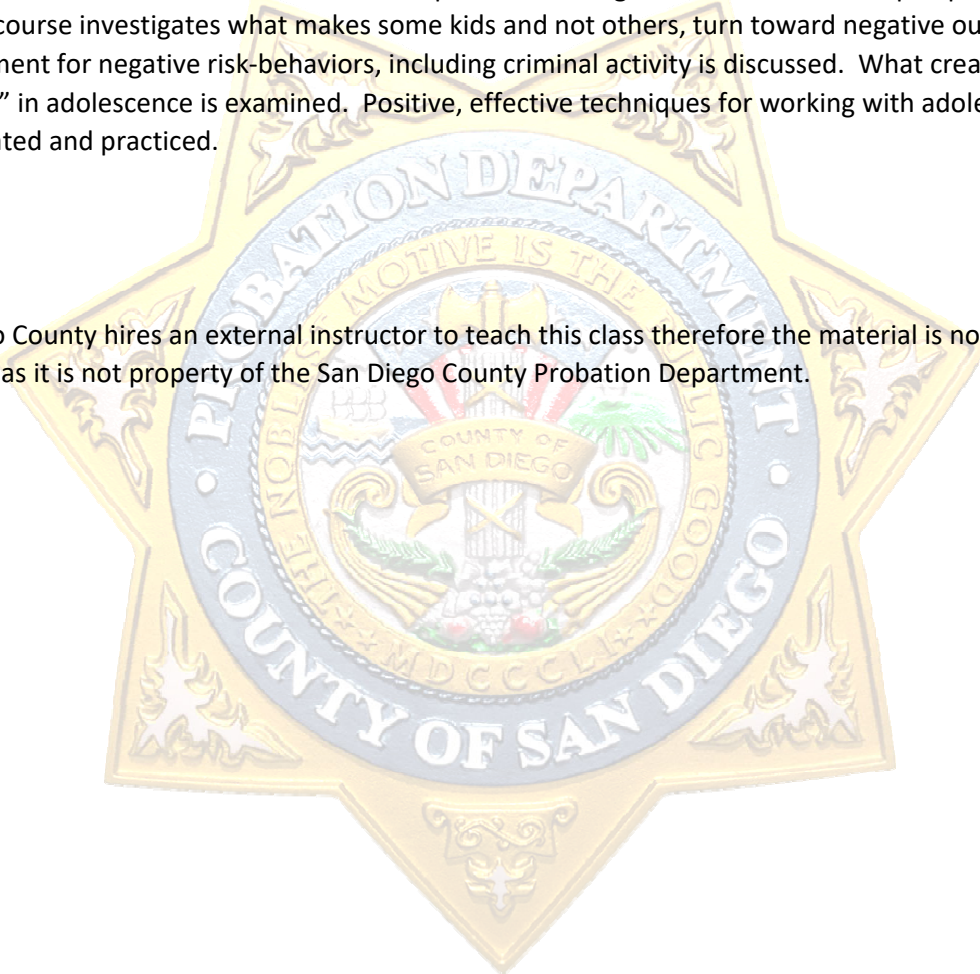 course investigates what makes some kids and not others, turn toward negative ou
ment for negative risk-behaviors, including criminal activity is discussed.  What crea
” in adolescence is examined.  Positive, effective techniques for working with adole
ted and practiced.
o County hires an external instructor to teach this class therefore the material is no
as it is not property of the San Diego County Probation Department.
PROBATION DEPARTMENT
THE NOBLEST MOTIVE IS THE PUBLIC GOOD
COUNTY OF
SAN DIEGO
MDCCCLI
COUNTY OF SAN DIEGO